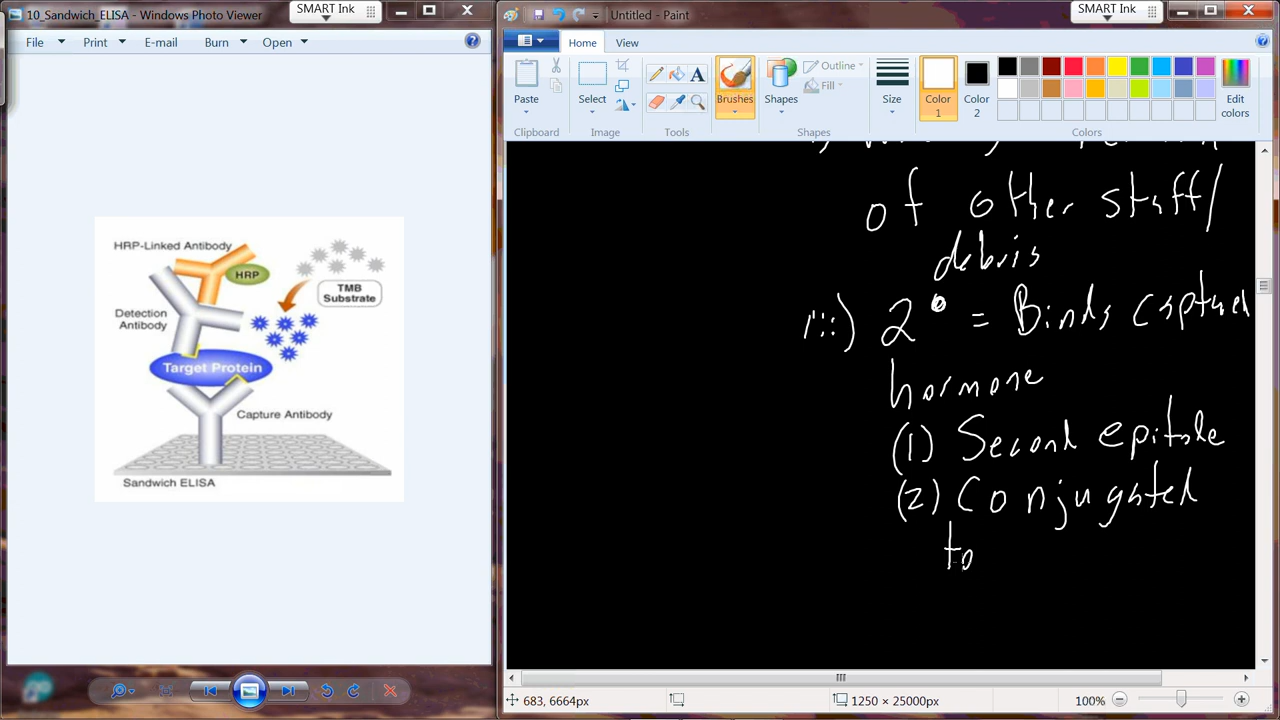 10_Sandwich_ELISA - Windows Photo Viewer
SMART Ink
File Print E-mail Burn Open
HRP-Linked Antibody
HRP
TMB
Substrate
Detection
Antibody
Target Protein
Capture Antibody
Sandwich ELISA
Untitled - Paint
SMART Ink
Home View
Paste
Select
Brushes
Shapes
Outline
Fill
Size
Color
1
Color
2
Edit
colors
Clipboard Image Tools Shapes Colors
of other stuff/
debris
iii) 2° = Binds captured
hormone
(1) Second epitope
(2) Conjugated
to
683, 6664px
1250 × 25000px
100%